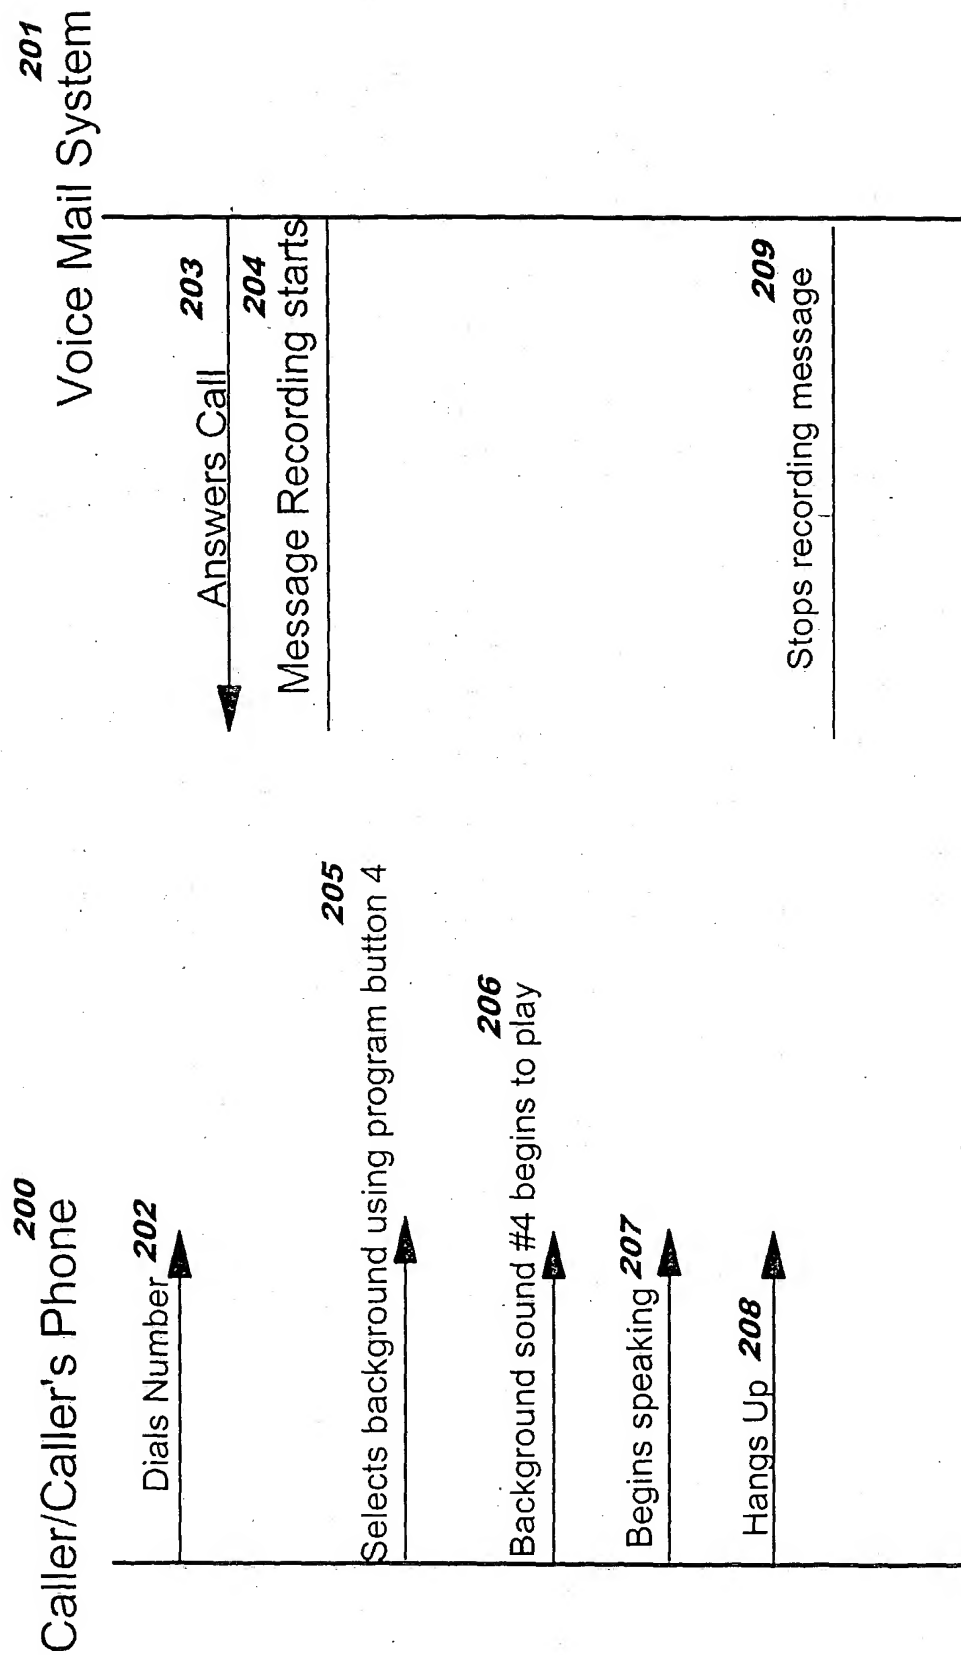 200
Caller/Caller's Phone
201
Voice Mail System
Dials Number 202
203
Answers Call
204
Message Recording starts
205
Selects background using program button 4
206
Background sound #4 begins to play
Begins speaking 207
Hangs Up 208
209
Stops recording message